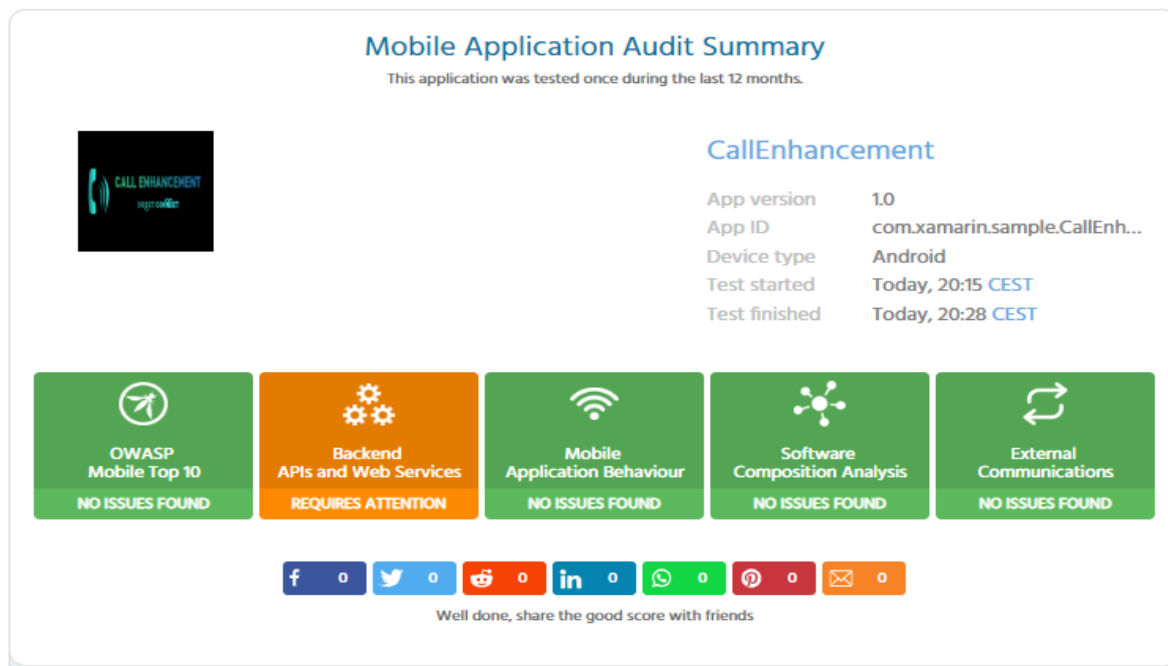 Mobile Application Audit Summary
This application was tested once during the last 12 months.
CALL ENHANCEMENT
CallEnhancement
App version 1.0
App ID com.xamarin.sample.CallEnh...
Device type Android
Test started Today, 20:15 CEST
Test finished Today, 20:28 CEST
OWASP
Mobile Top 10
NO ISSUES FOUND
Backend
APIs and Web Services
REQUIRES ATTENTION
Mobile
Application Behaviour
NO ISSUES FOUND
Software
Composition Analysis
NO ISSUES FOUND
External
Communications
NO ISSUES FOUND
f 0 0 0 in 0 0 0 0
Well done, share the good score with friends